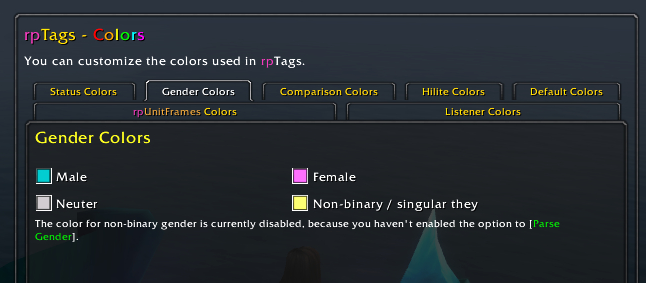 rpTags - Colors
You can customize the colors used in rpTags.
Status Colors Gender Colors Comparison Colors Hilite Colors Default Colors
rpUnitFrames Colors Listener Colors
Gender Colors
Male Female
Neuter Non-binary / singular they
The color for non-binary gender is currently disabled, because you haven't enabled the option to [Parse
Gender].